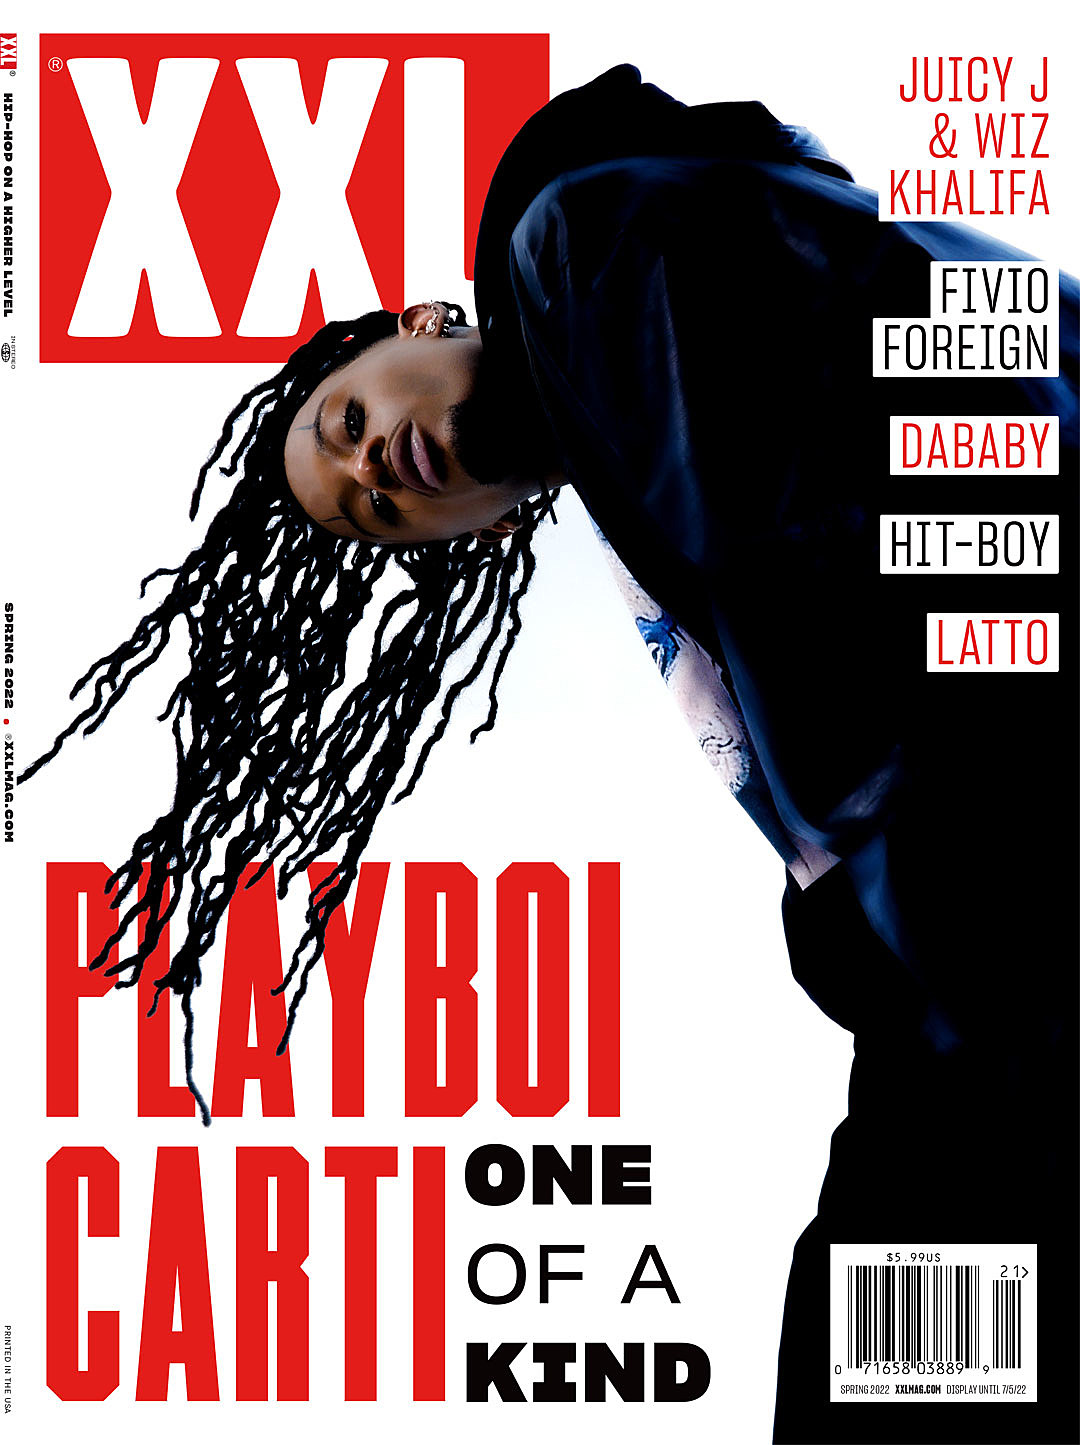 XXL
®
XXL ®
HIP-HOP ON A HIGHER LEVEL
SPRING 2022 • ®XXLMAG.COM
PRINTED IN THE USA
JUICY J
& WIZ
KHALIFA
FIVIO
FOREIGN
DABABY
HIT-BOY
LATTO
PLAYBOI
CARTI
ONE
OF A
KIND
$5.99US
21>
0 71658 03889 9
SPRING 2022 XXLMAG.COM DISPLAY UNTIL 7/5/22